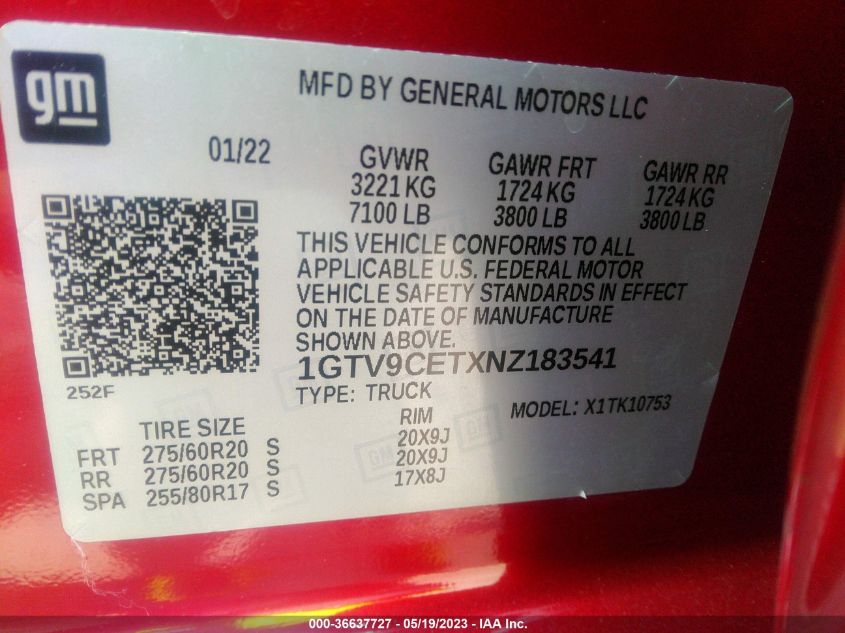 gm
MFD BY GENERAL MOTORS LLC
01/22
GVWR
3221 KG
7100 LB
GAWR FRT
1724 KG
3800 LB
GAWR RR
1724 KG
3800 LB
THIS VEHICLE CONFORMS TO ALL
APPLICABLE U.S. FEDERAL MOTOR
VEHICLE SAFETY STANDARDS IN EFFECT
ON THE DATE OF MANUFACTURE
SHOWN ABOVE.
1GTV9CETXNZ183541
TYPE: TRUCK
MODEL: X1TK10753
252F
TIRE SIZE RIM
FRT 275/60R20 S 20X9J
RR 275/60R20 S 20X9J
SPA 255/80R17 S 17X8J
000-36637727 - 05/19/2023 - VEHICLE INFO